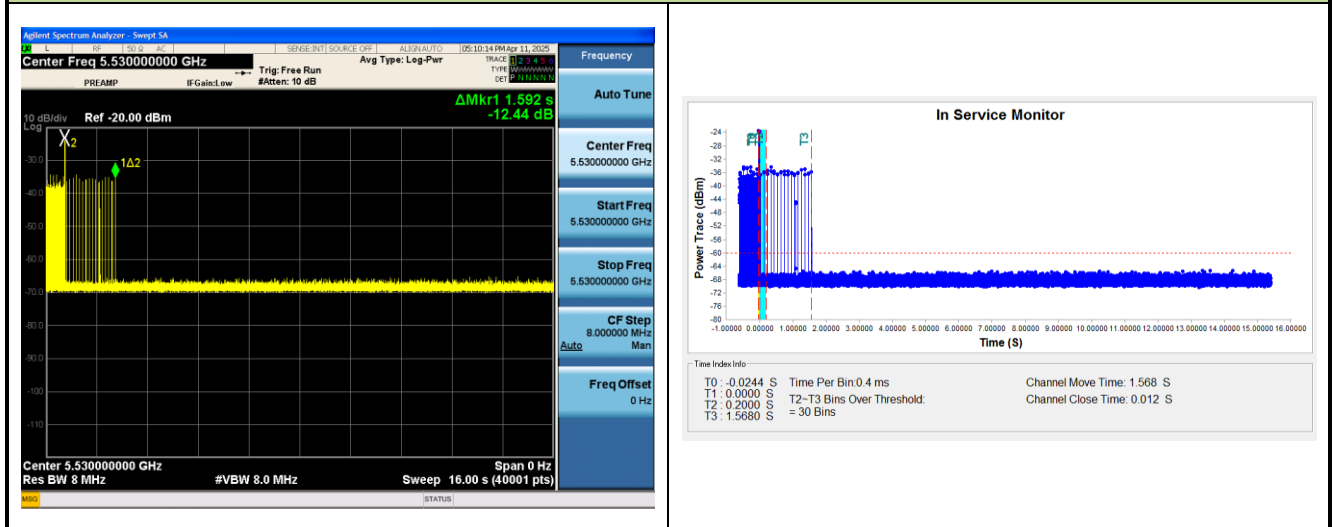 Agilent Spectrum Analyzer - Swept SA
L RF 50 Ω AC SENSE:INT SOURCE OFF ALIGN AUTO 05:10:14 PM Apr 11, 2025
Center Freq 5.530000000 GHz
Avg Type: Log-Pwr
TRACE 1 2 3 4 5 6
TYPE
DET P N N N N N
PREAMP
IFGain:Low
Trig: Free Run
#Atten: 10 dB
ΔMkr1 1.592 s
-12.44 dB
10 dB/div
Log
Ref -20.00 dBm
2
1Δ2
-30.0
-40.0
-50.0
-60.0
-70.0
-80.0
-90.0
-100
-110
Center 5.530000000 GHz
Span 0 Hz
Res BW 8 MHz
#VBW 8.0 MHz
Sweep 16.00 s (40001 pts)
MSG
STATUS
Frequency
Auto Tune
Center Freq
5.530000000 GHz
Start Freq
5.530000000 GHz
Stop Freq
5.530000000 GHz
CF Step
8.000000 MHz
Auto Man
Freq Offset
0 Hz
In Service Monitor
T3
Power Trace (dBm)
-24
-28
-32
-36
-40
-44
-48
-52
-56
-60
-64
-68
-72
-76
-80
-1.00000 0.00000 1.00000 2.00000 3.00000 4.00000 5.00000 6.00000 7.00000 8.00000 9.00000 10.00000 11.00000 12.00000 13.00000 14.00000 15.00000 16.00000
Time (S)
Time Index Info
T0 : -0.0244 S
T1 : 0.0000 S
T2 : 0.2000 S
T3 : 1.5680 S
Time Per Bin:0.4 ms
T2~T3 Bins Over Threshold:
= 30 Bins
Channel Move Time: 1.568 S
Channel Close Time: 0.012 S